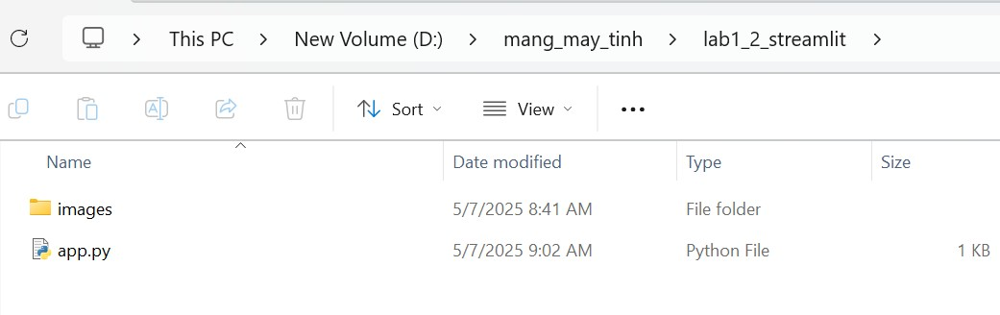 This PC > New Volume (D:) > mang_may_tinh > lab1_2_streamlit >
Sort View •••
Name Date modified Type Size
images 5/7/2025 8:41 AM File folder
app.py 5/7/2025 9:02 AM Python File 1 KB